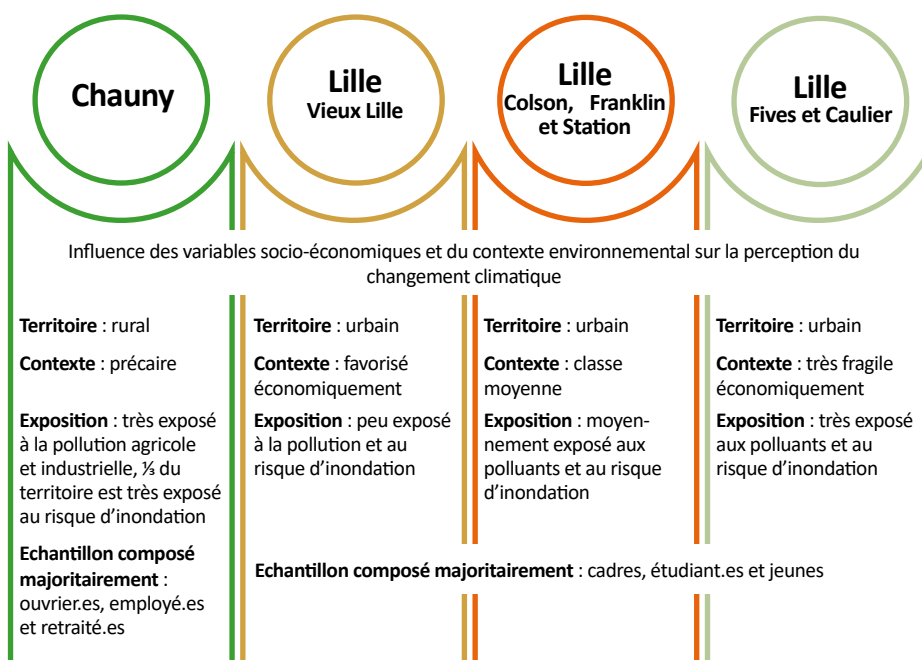 Chauny
Lille
Vieux Lille
Lille
Colson, Franklin
et Station
Lille
Fives et Caulier
Influence des variables socio-économiques et du contexte environnemental sur la perception du
changement climatique
Territoire : rural
Contexte : précaire
Exposition : très exposé
à la pollution agricole
et industrielle, ⅓ du
territoire est très exposé
au risque d’inondation
Echantillon composé
majoritairement :
ouvrier.es, employé.es
et retraité.es
Territoire : urbain
Contexte : favorisé
économiquement
Exposition : peu exposé
à la pollution et au
risque d’inondation
Territoire : urbain
Contexte : classe
moyenne
Exposition : moyen-
nement exposé aux
polluants et au risque
d’inondation
Territoire : urbain
Contexte : très fragile
économiquement
Exposition : très exposé
aux polluants et au
risque d’inondation
Echantillon composé majoritairement : cadres, étudiant.es et jeunes